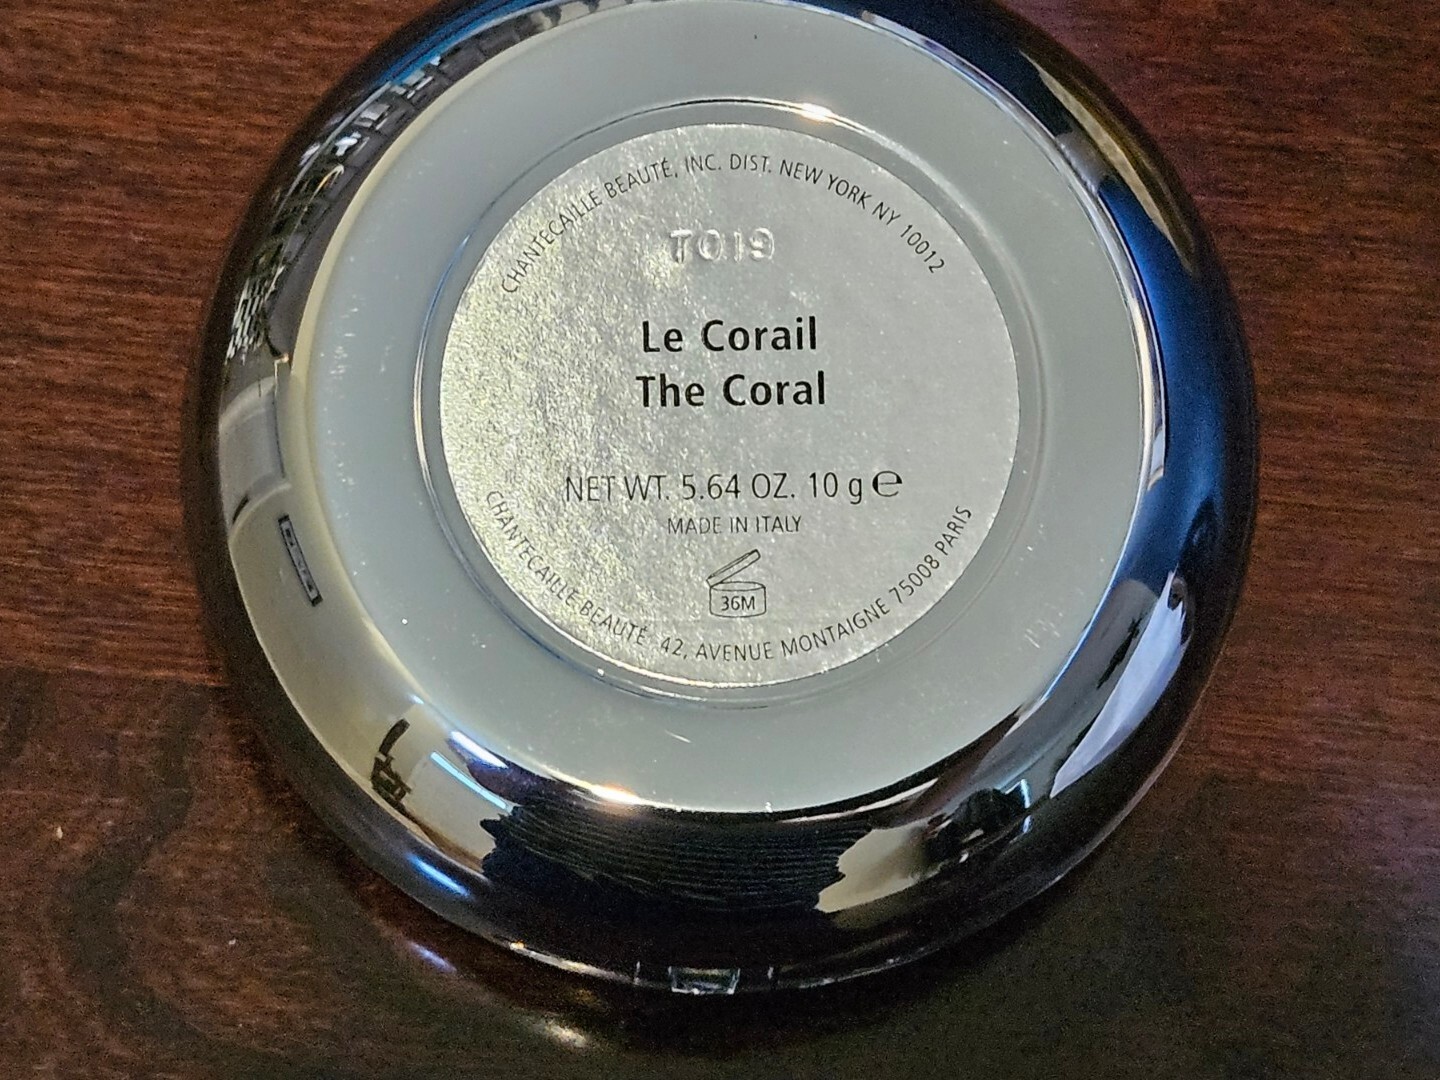 CHANTECAILLE BEAUTÉ, INC. DIST. NEW YORK NY 10012
T019
Le Corail
The Coral
NET WT. 5.64 OZ. 10 g e
MADE IN ITALY
36M
CHANTECAILLE BEAUTÉ 42, AVENUE MONTAIGNE 75008 PARIS